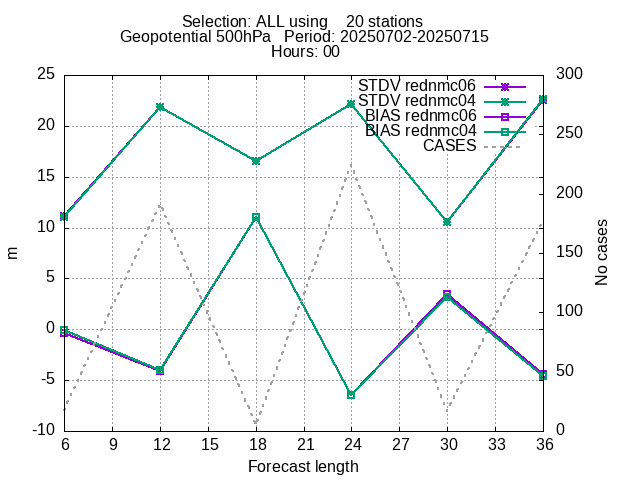 Selection: ALL using    20 stations
Geopotential 500hPa   Period: 20250702-20250715
Hours: 00
STDV rednmc06
STDV rednmc04
BIAS rednmc06
BIAS rednmc04
CASES
25
20
15
10
5
0
-5
-10
m
300
250
200
150
100
50
0
No cases
6 9 12 15 18 21 24 27 30 33 36
Forecast length